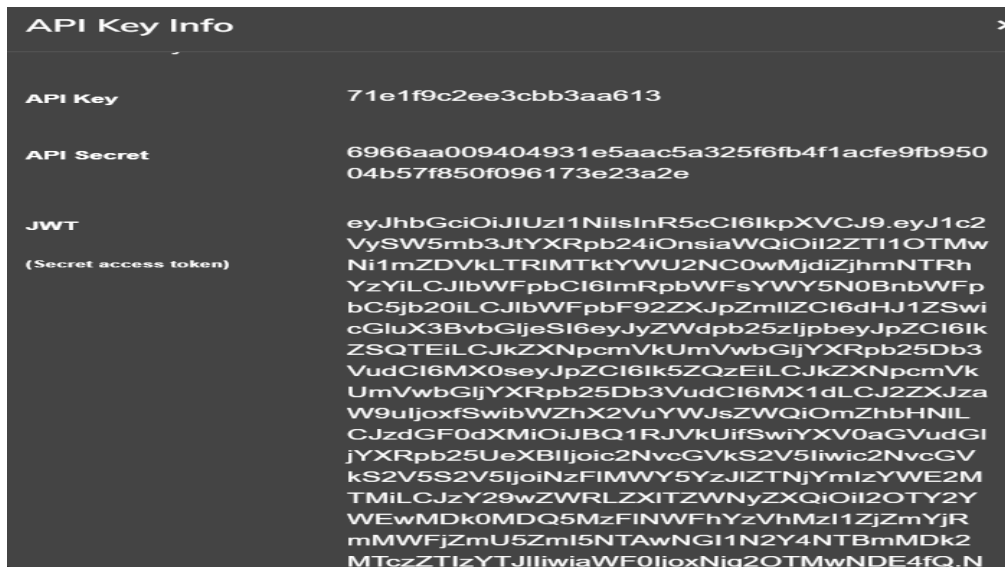 API Key Info
API Key
71e1f9c2ee3cbb3aa613
API Secret
6966aa009404931e5aac5a325f6fb4f1acfe9fb950
04b57f850f096173e23a2e
JWT
(Secret access token)
eyJhbGciOiJIUzI1NiIsInR5cCI6IkpXVCJ9.eyJ1c2
VySW5mb3JtYXRpb24iOnsiaWQiOiI2ZTI1OTMw
Ni1mZDVkLTRlMTktYWU2NC0wMjdiZjhmNTRh
YzYiLCJlbWFpbCI6ImRpbWFsYWY5N0BnbWFp
bC5jb20iLCJlbWFpbF92ZXJpZmllZCI6dHJ1ZSwi
cGluX3BvbGljeSI6eyJyZWdpb25zIjpbeyJpZCI6Ik
ZSQTEiLCJkZXNpcmVkUmVwbGljYXRpb25Db3
VudCI6MX0seyJpZCI6Ik5ZQzEiLCJkZXNpcmVk
UmVwbGljYXRpb25Db3VudCI6MX1dLCJ2ZXJza
W9uIjoxfSwibWZhX2VuYWJsZWQiOmZhbHNlL
CJzdGF0dXMiOiJBQ1RJVkUifSwiYXV0aGVudGl
jYXRpb25UeXBlIjoic2NvcGVkS2V5Iiwic2NvcGV
kS2V5S2V5IjoiNzFlMWY5YzJlZTNjYmIzYWE2M
TMiLCJzY29wZWRLZXlTZWNyZXQiOiI2OTY2Y
WEwMDk0MDQ5MzFlNWFhYzVhMzI1ZjZmYjR
mMWFjZmU5ZmI5NTAwNGI1N2Y4NTBmMDk2
MTczZTIzYTJlIiwiaWF0IjoxNjg2OTMwNDE4fQ.N